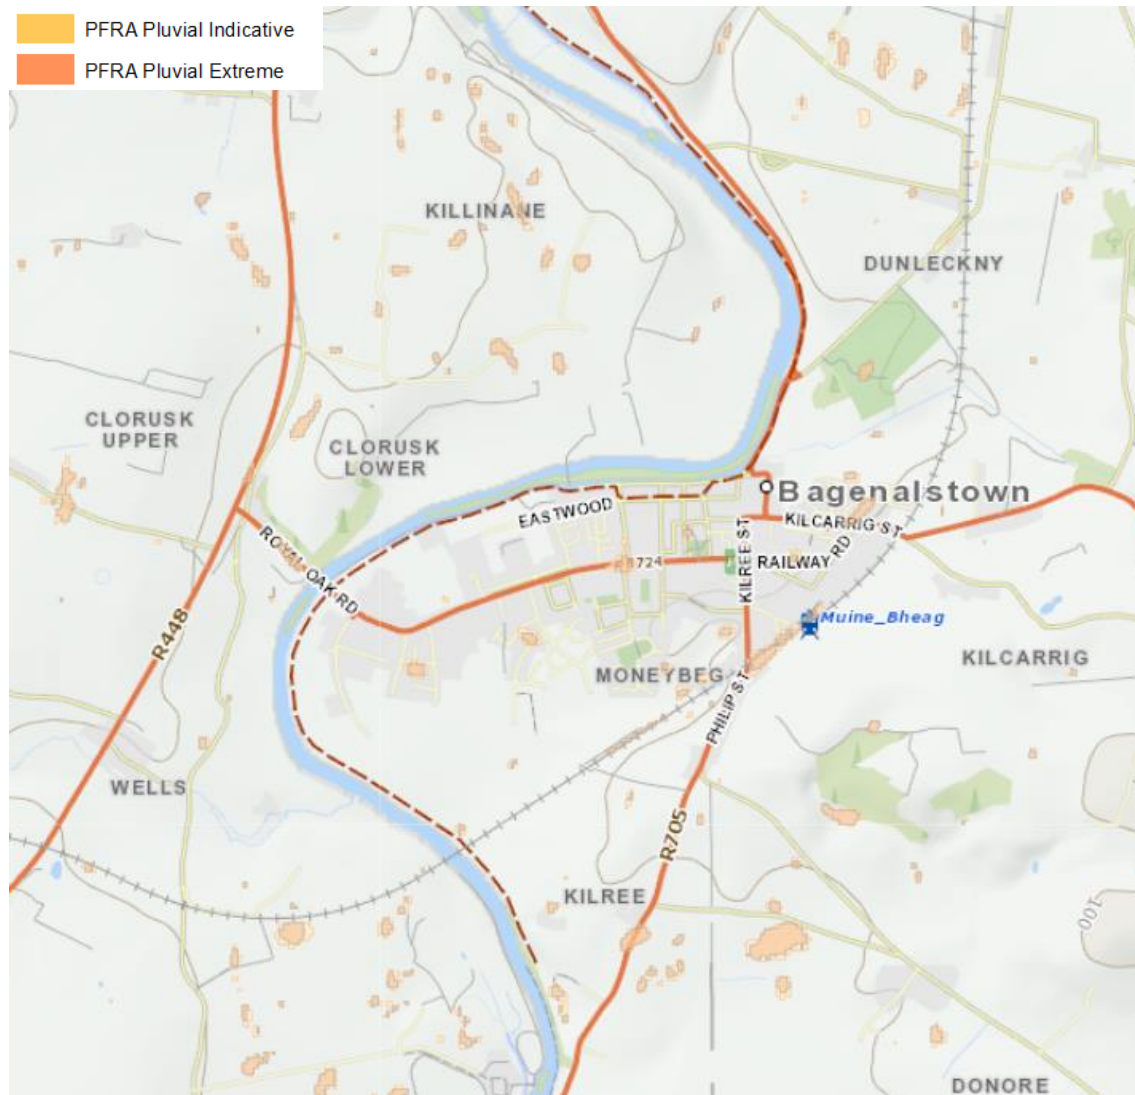 PFRA Pluvial Indicative
PFRA Pluvial Extreme
KILLINANE
DUNLECKNY
CLORUSK
UPPER
CLORUSK
LOWER
Bagenalstown
EASTWOOD
KILCARRIG ST
ROYAL OAK RD
R724
RAILWAY RD
KILREE ST
R448
Muine_Bheag
MONEYBEG
KILCARRIG
PHILIP ST
WELLS
R705
KILREE
100
DONORE